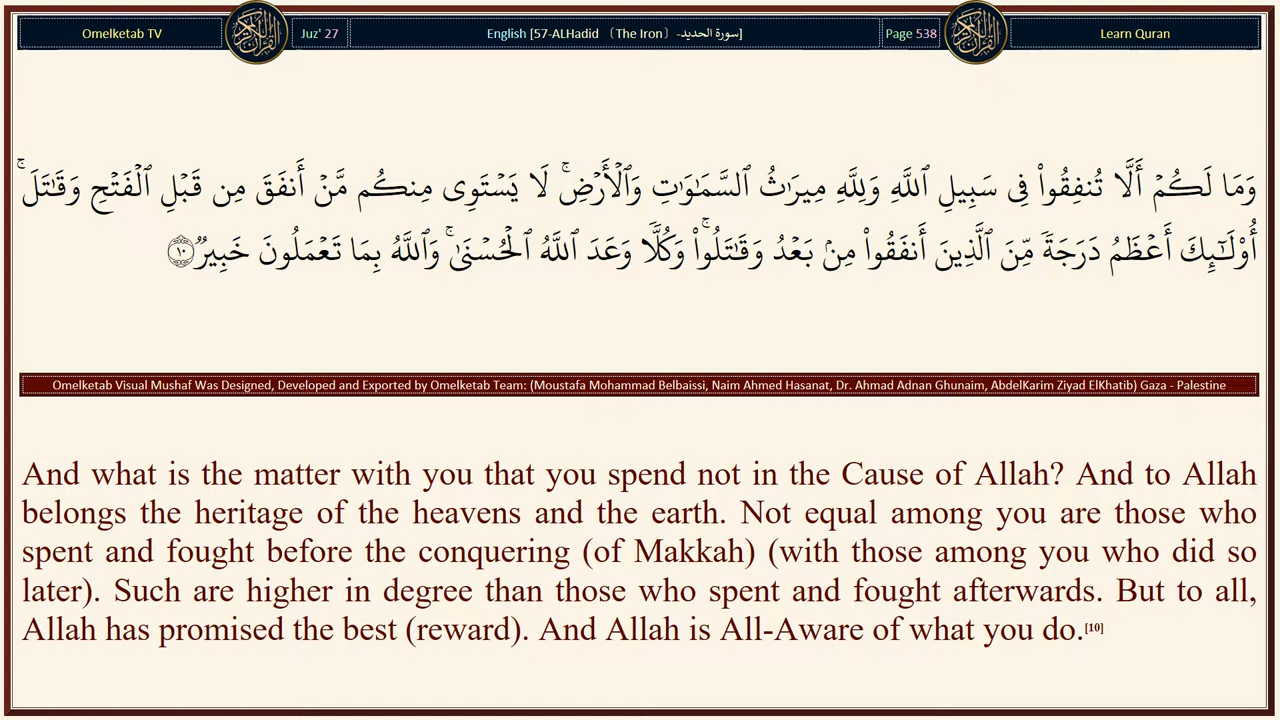 Omelketab TV
Juz' 27
English [57-ALHadid （The Iron）-سورة الحديد]
Page 538
Learn Quran
وَمَا لَكُمۡ أَلَّا تُنفِقُواْ فِي سَبِيلِ ٱللَّهِ وَلِلَّهِ مِيرَٰثُ ٱلسَّمَٰوَٰتِ وَٱلۡأَرۡضِۚ لَا يَسۡتَوِي مِنكُم مَّنۡ أَنفَقَ مِن قَبۡلِ ٱلۡفَتۡحِ وَقَٰتَلَۚ
أُوْلَٰٓئِكَ أَعۡظَمُ دَرَجَةٗ مِّنَ ٱلَّذِينَ أَنفَقُواْ مِنۢ بَعۡدُ وَقَٰتَلُواْۚ وَكُلّٗا وَعَدَ ٱللَّهُ ٱلۡحُسۡنَىٰۚ وَٱللَّهُ بِمَا تَعۡمَلُونَ خَبِيرٞ ١٠
Omelketab Visual Mushaf Was Designed, Developed and Exported by Omelketab Team: (Moustafa Mohammad Belbaissi, Naim Ahmed Hasanat, Dr. Ahmad Adnan Ghunaim, AbdelKarim Ziyad ElKhatib) Gaza - Palestine
And what is the matter with you that you spend not in the Cause of Allah? And to Allah
belongs the heritage of the heavens and the earth. Not equal among you are those who
spent and fought before the conquering (of Makkah) (with those among you who did so
later). Such are higher in degree than those who spent and fought afterwards. But to all,
Allah has promised the best (reward). And Allah is All-Aware of what you do.[10]